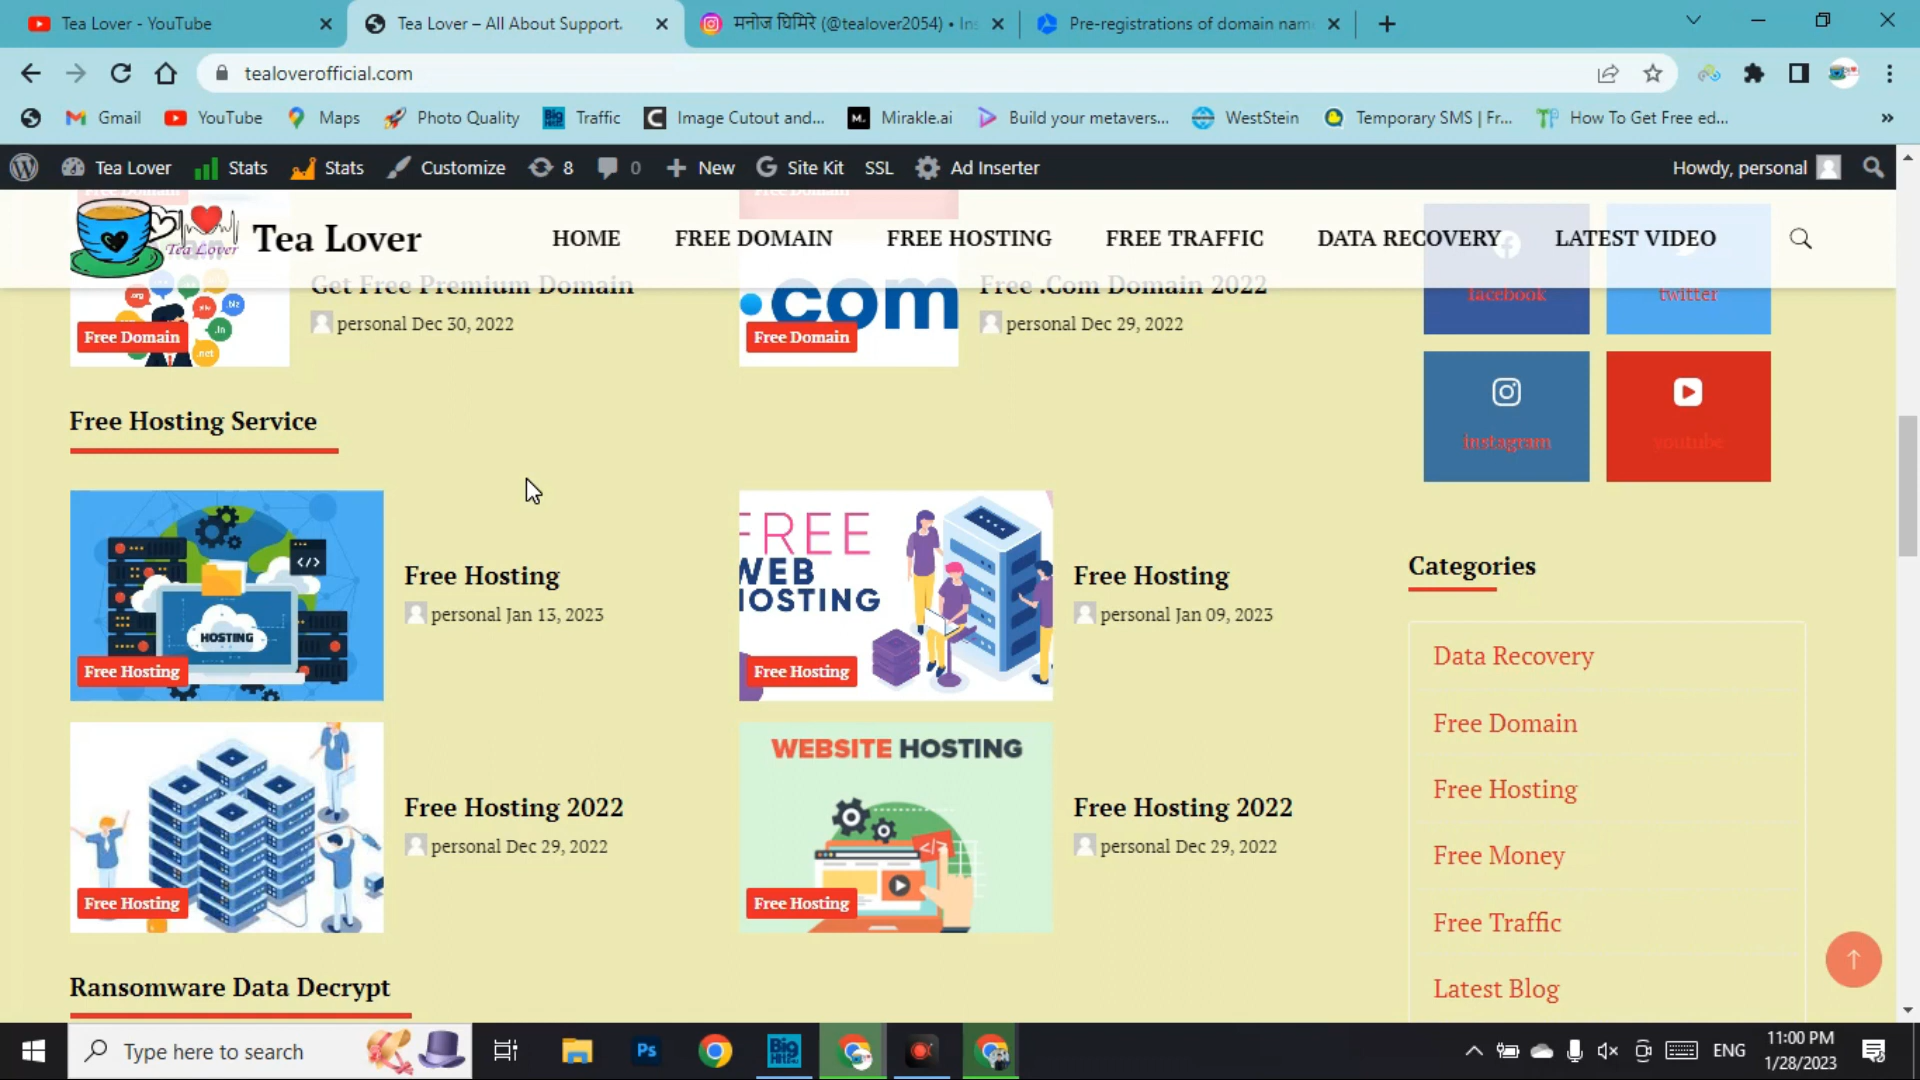 Tea Lover - YouTube
Tea Lover – All About Support.
मनोज घिमिरे (@tealover2054) • Ins
Pre-registrations of domain nam
tealoverofficial.com
Gmail
YouTube
Maps
Photo Quality
Traffic
Image Cutout and...
Mirakle.ai
Build your metavers...
WestStein
Temporary SMS | Fr...
How To Get Free ed...
»
Tea Lover
Stats
Stats
Customize
8
0
New
Site Kit
SSL
Ad Inserter
Howdy, personal
Tea Lover
Tea Lover
HOME
FREE DOMAIN
FREE HOSTING
FREE TRAFFIC
DATA RECOVERY
LATEST VIDEO
Get Free Premium Domain
personal Dec 30, 2022
.org
.biz
.in
.net
Free Domain
.com
Free Domain
Free .Com Domain 2022
personal Dec 29, 2022
facebook
twitter
instagram
youtube
Free Hosting Service
HOSTING
Free Hosting
Free Hosting
personal Jan 13, 2023
FREE
WEB
HOSTING
Free Hosting
Free Hosting
personal Jan 09, 2023
Free Hosting
Free Hosting 2022
personal Dec 29, 2022
WEBSITE HOSTING
Free Hosting
Free Hosting 2022
personal Dec 29, 2022
Categories
Data Recovery
Free Domain
Free Hosting
Free Money
Free Traffic
Latest Blog
Ransomware Data Decrypt
Type here to search
Ps
ENG
11:00 PM
1/28/2023